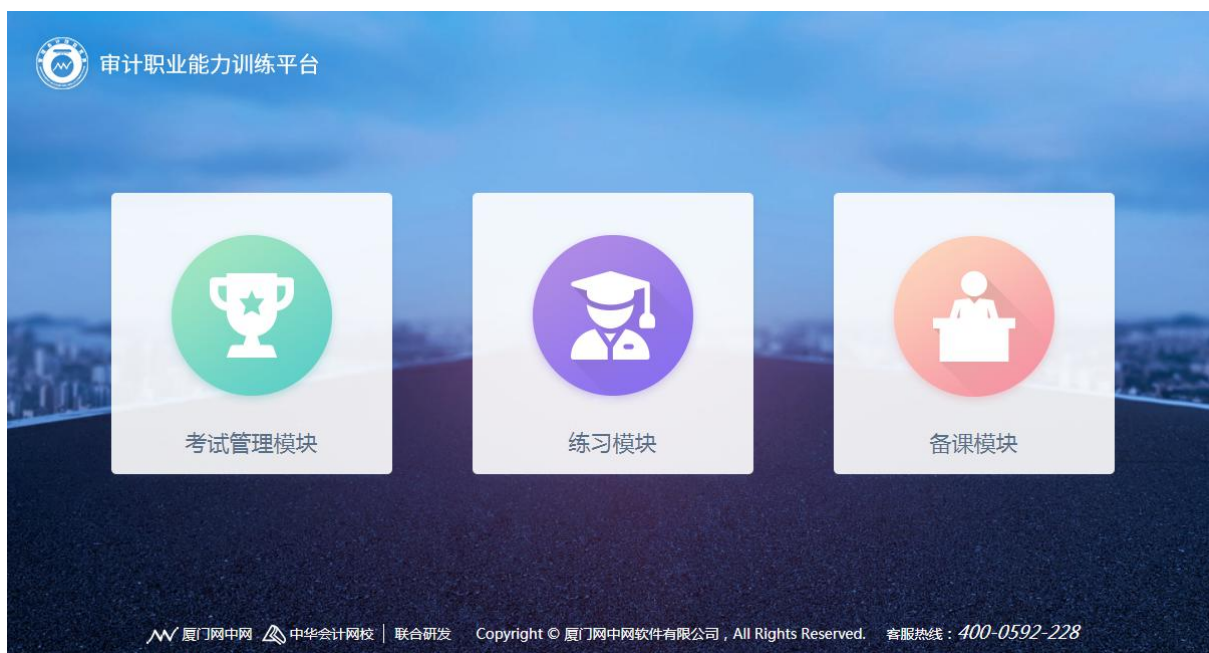 审计职业能力训练平台
考试管理模块
练习模块
备课模块
厦门网中网 中华会计网校 | 联合研发 Copyright © 厦门网中网软件有限公司 , All Rights Reserved. 客服热线 : 400-0592-228